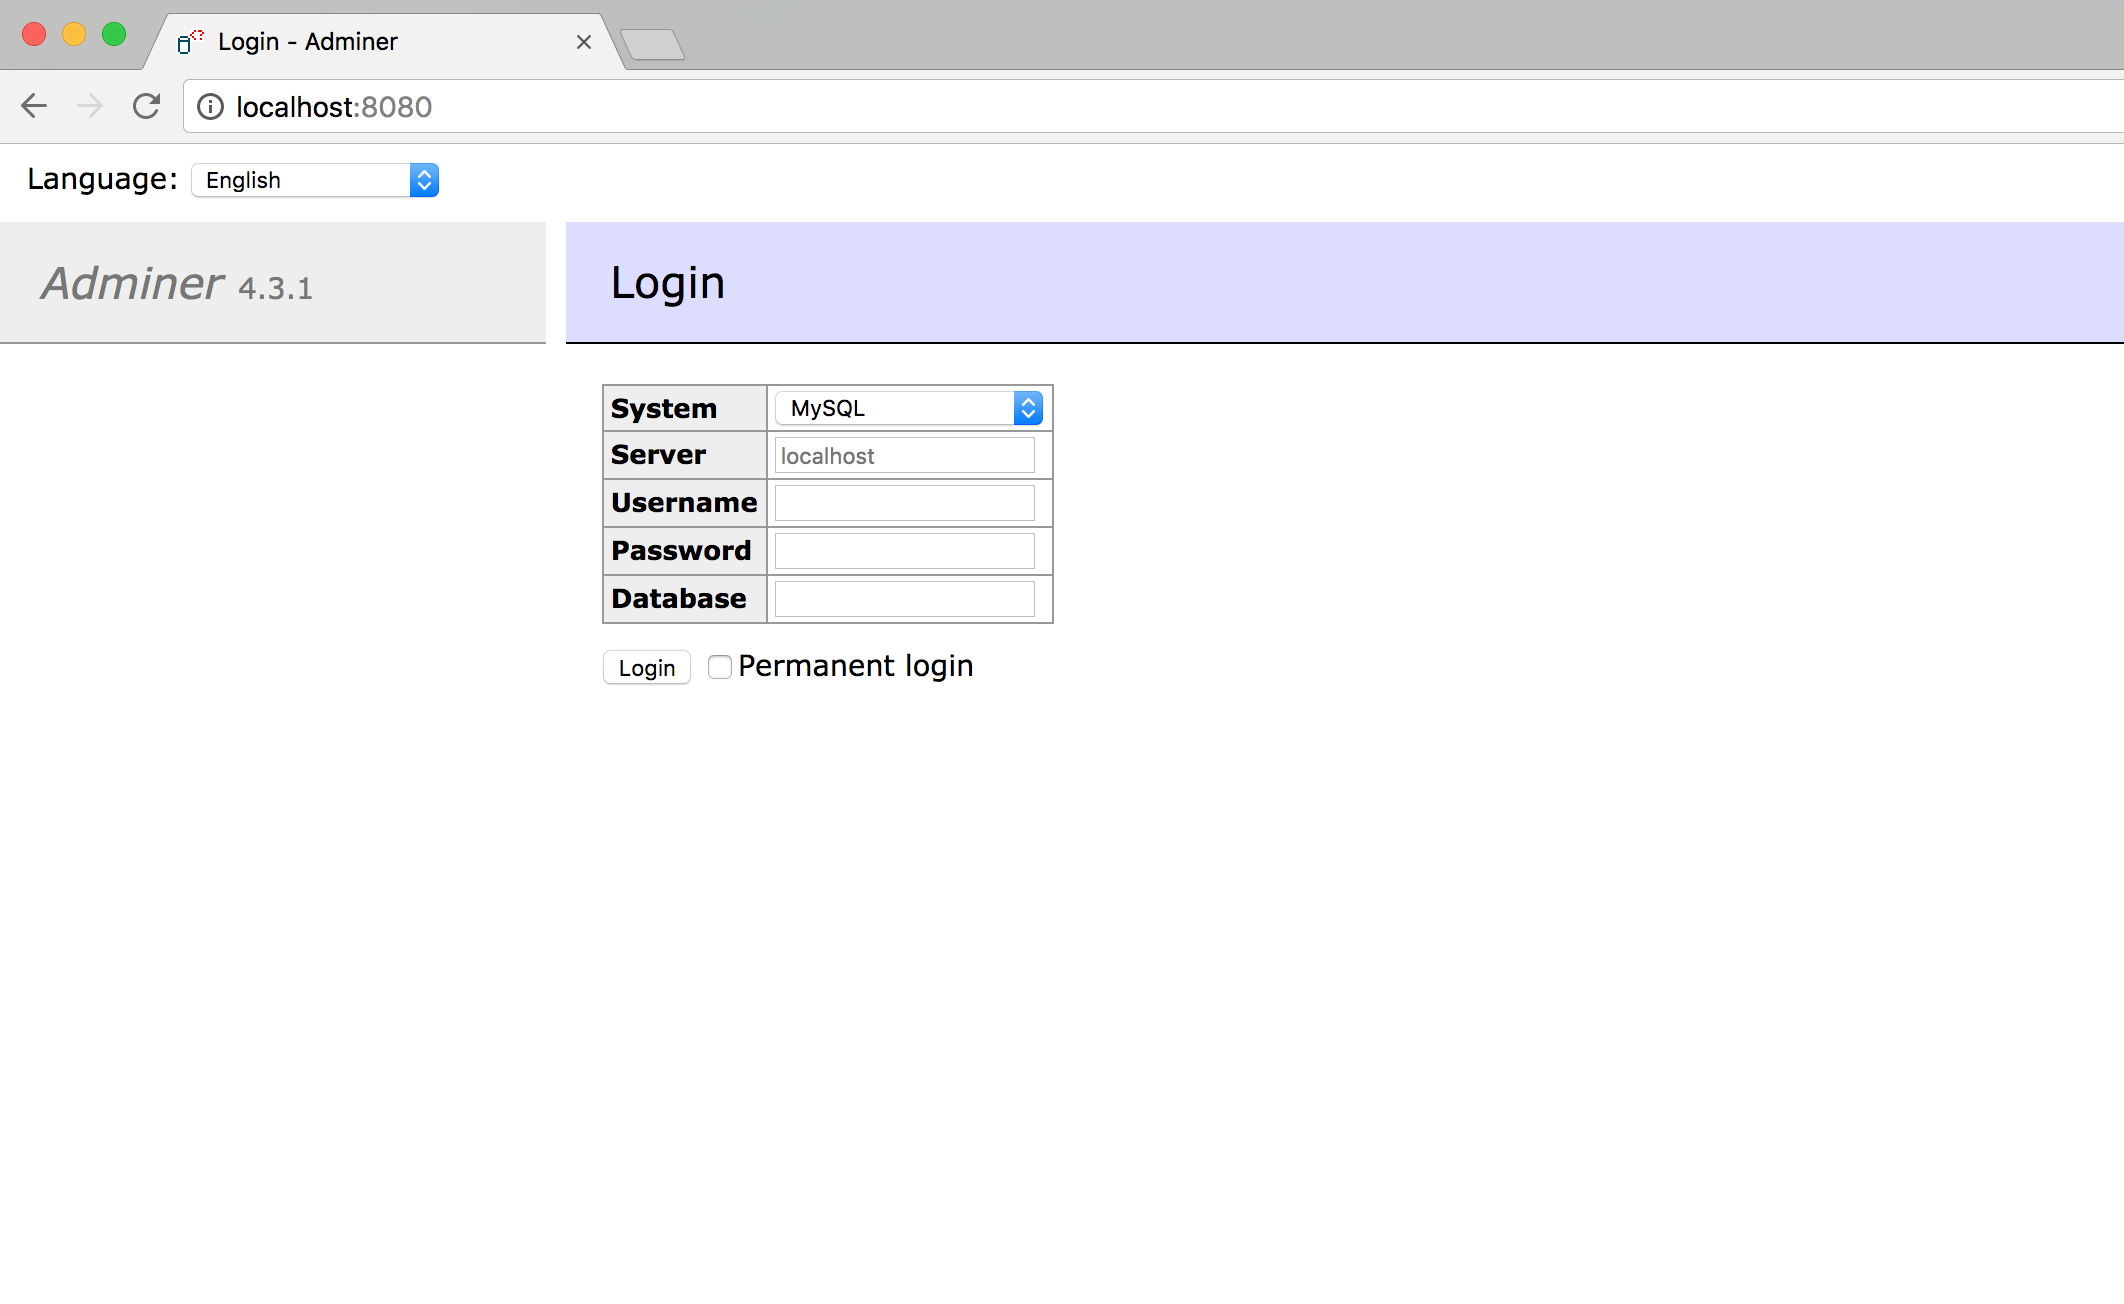 Login - Adminer
localhost:8080
Language: English
Adminer 4.3.1
Login
System MySQL
Server localhost
Username
Password
Database
Login Permanent login